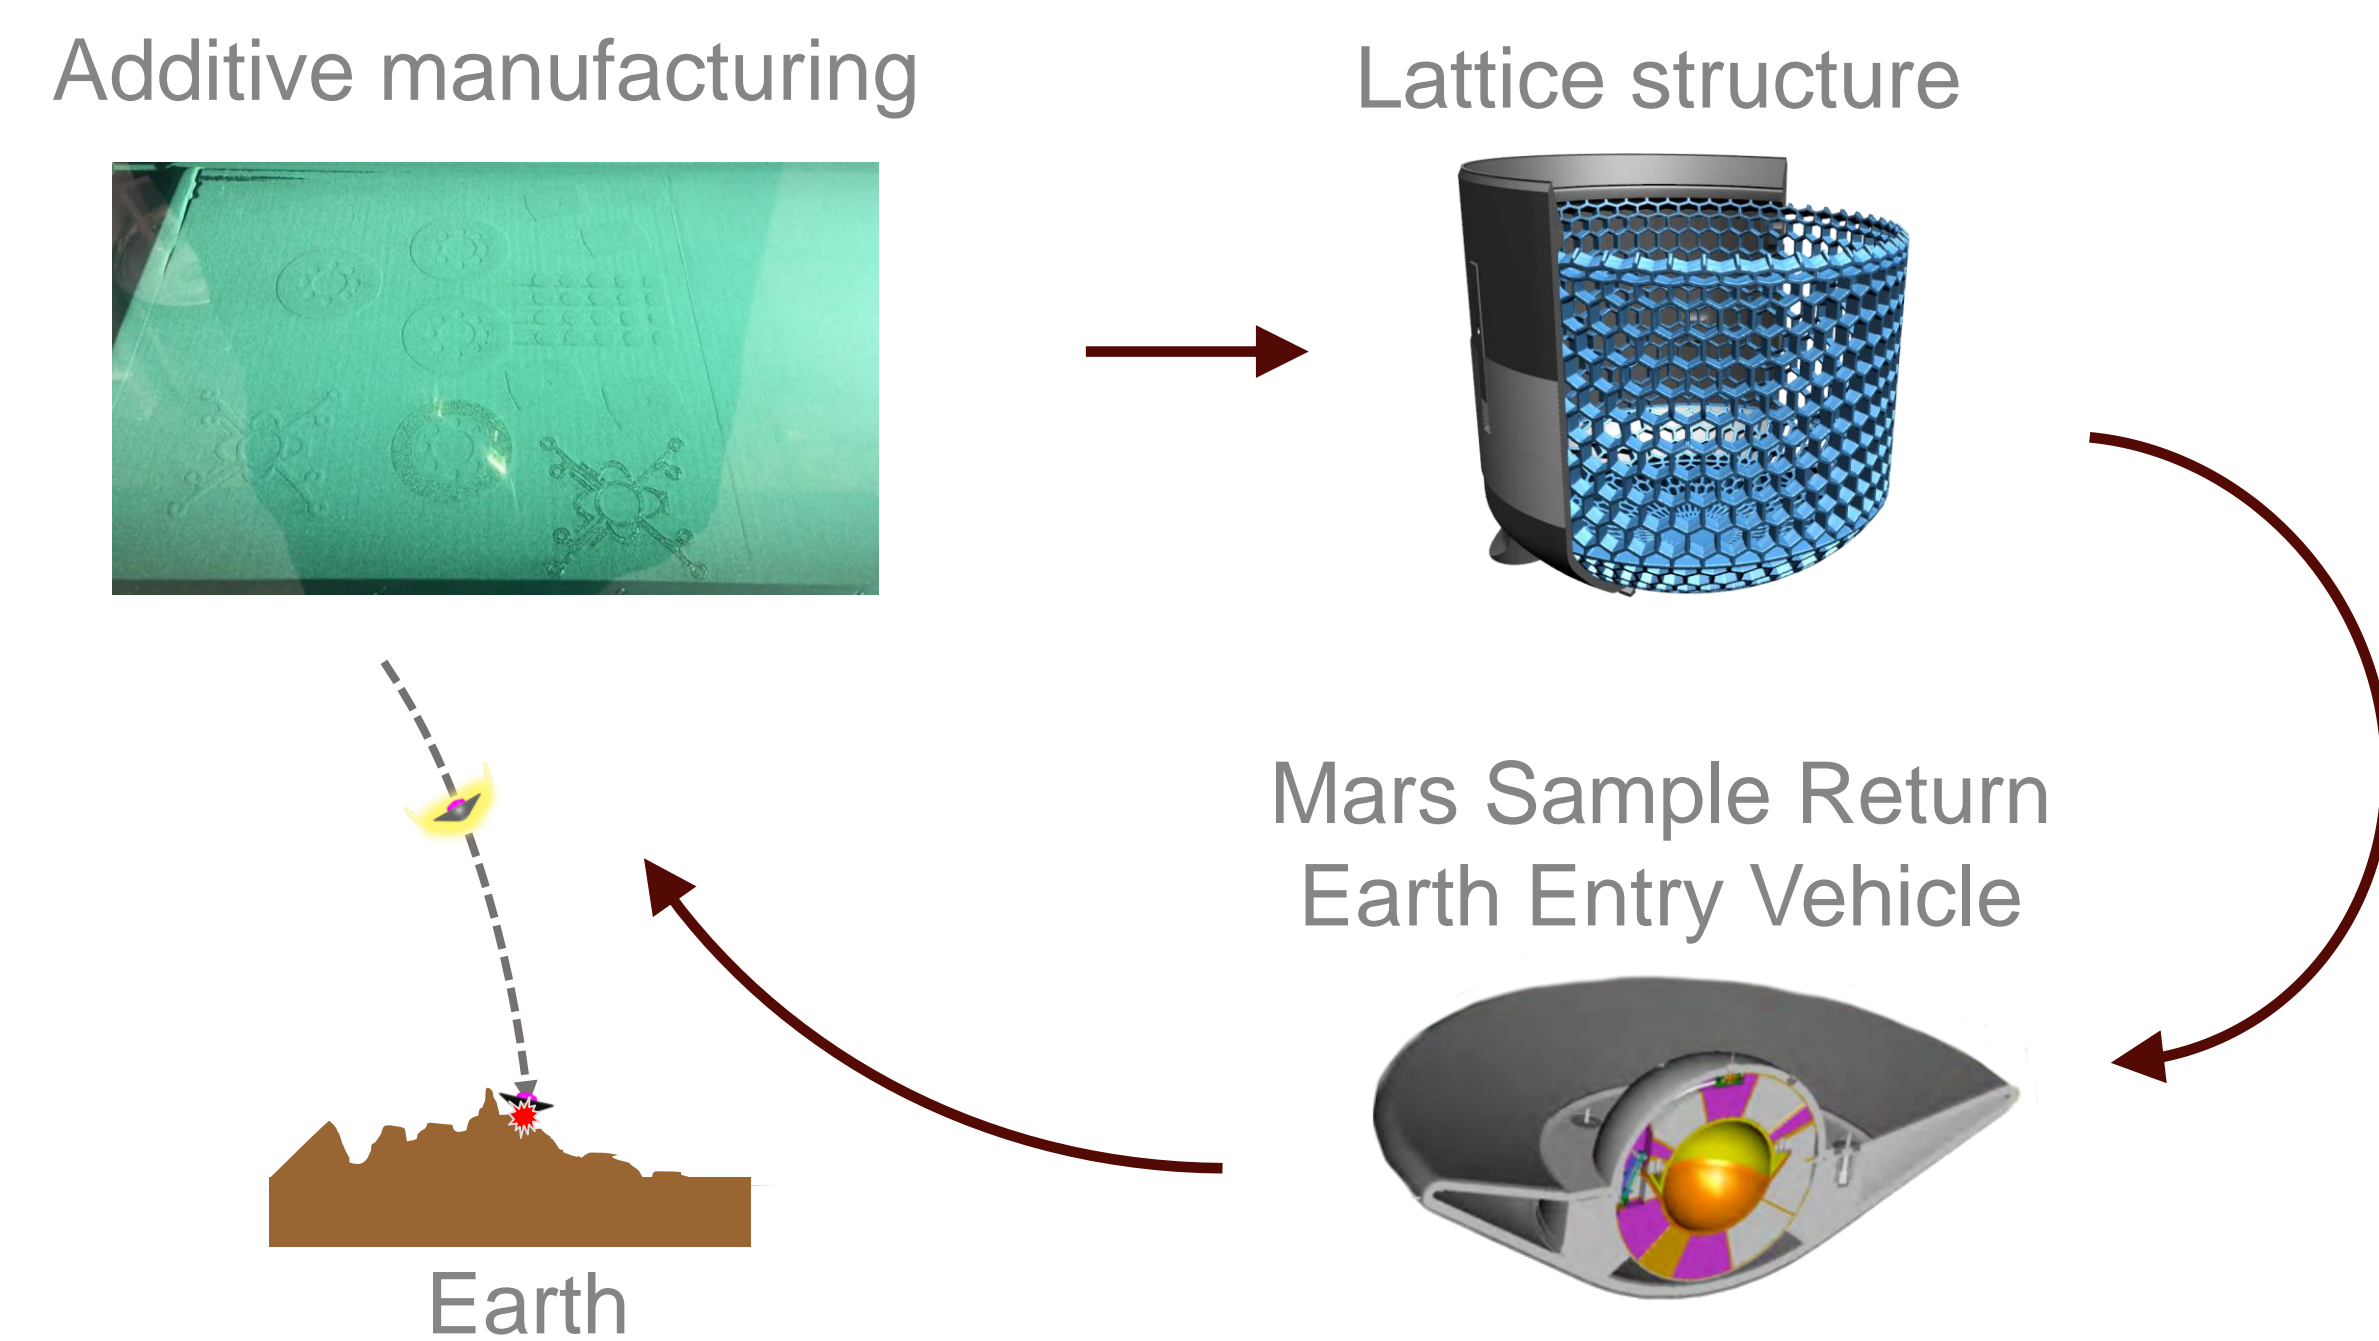 Additive manufacturing
Lattice structure
Mars Sample Return
Earth Entry Vehicle
Earth